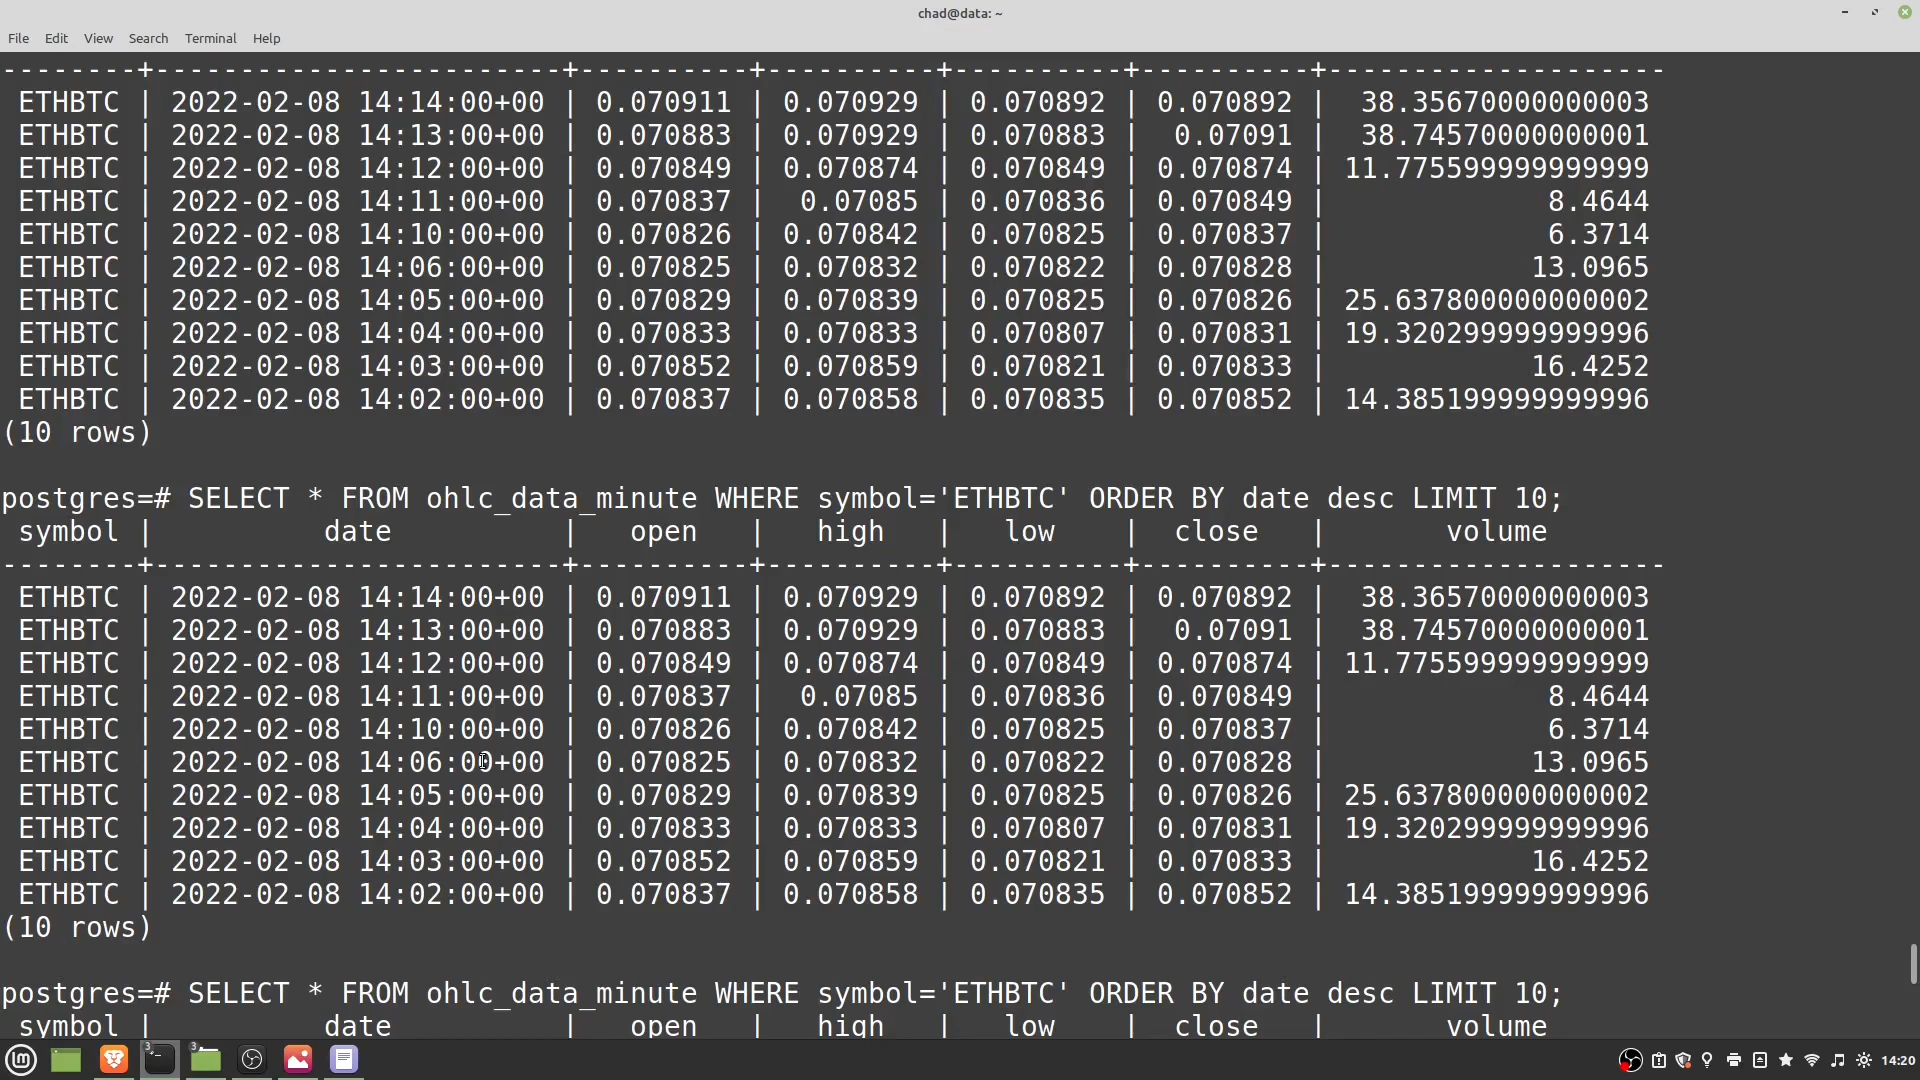 chad@data: ~
File Edit View Search Terminal Help
--------+------------------------+----------+----------+----------+----------+--------------------
ETHBTC | 2022-02-08 14:14:00+00 | 0.070911 | 0.070929 | 0.070892 | 0.070892 | 38.35670000000003
ETHBTC | 2022-02-08 14:13:00+00 | 0.070883 | 0.070929 | 0.070883 | 0.07091 | 38.74570000000001
ETHBTC | 2022-02-08 14:12:00+00 | 0.070849 | 0.070874 | 0.070849 | 0.070874 | 11.775599999999999
ETHBTC | 2022-02-08 14:11:00+00 | 0.070837 | 0.07085 | 0.070836 | 0.070849 | 8.4644
ETHBTC | 2022-02-08 14:10:00+00 | 0.070826 | 0.070842 | 0.070825 | 0.070837 | 6.3714
ETHBTC | 2022-02-08 14:06:00+00 | 0.070825 | 0.070832 | 0.070822 | 0.070828 | 13.0965
ETHBTC | 2022-02-08 14:05:00+00 | 0.070829 | 0.070839 | 0.070825 | 0.070826 | 25.637800000000002
ETHBTC | 2022-02-08 14:04:00+00 | 0.070833 | 0.070833 | 0.070807 | 0.070831 | 19.320299999999996
ETHBTC | 2022-02-08 14:03:00+00 | 0.070852 | 0.070859 | 0.070821 | 0.070833 | 16.4252
ETHBTC | 2022-02-08 14:02:00+00 | 0.070837 | 0.070858 | 0.070835 | 0.070852 | 14.385199999999996
(10 rows)
postgres=# SELECT * FROM ohlc_data_minute WHERE symbol='ETHBTC' ORDER BY date desc LIMIT 10;
symbol | date | open | high | low | close | volume
--------+------------------------+----------+----------+----------+----------+--------------------
ETHBTC | 2022-02-08 14:14:00+00 | 0.070911 | 0.070929 | 0.070892 | 0.070892 | 38.36570000000003
ETHBTC | 2022-02-08 14:13:00+00 | 0.070883 | 0.070929 | 0.070883 | 0.07091 | 38.74570000000001
ETHBTC | 2022-02-08 14:12:00+00 | 0.070849 | 0.070874 | 0.070849 | 0.070874 | 11.775599999999999
ETHBTC | 2022-02-08 14:11:00+00 | 0.070837 | 0.07085 | 0.070836 | 0.070849 | 8.4644
ETHBTC | 2022-02-08 14:10:00+00 | 0.070826 | 0.070842 | 0.070825 | 0.070837 | 6.3714
ETHBTC | 2022-02-08 14:06:00+00 | 0.070825 | 0.070832 | 0.070822 | 0.070828 | 13.0965
ETHBTC | 2022-02-08 14:05:00+00 | 0.070829 | 0.070839 | 0.070825 | 0.070826 | 25.637800000000002
ETHBTC | 2022-02-08 14:04:00+00 | 0.070833 | 0.070833 | 0.070807 | 0.070831 | 19.320299999999996
ETHBTC | 2022-02-08 14:03:00+00 | 0.070852 | 0.070859 | 0.070821 | 0.070833 | 16.4252
ETHBTC | 2022-02-08 14:02:00+00 | 0.070837 | 0.070858 | 0.070835 | 0.070852 | 14.385199999999996
(10 rows)
postgres=# SELECT * FROM ohlc_data_minute WHERE symbol='ETHBTC' ORDER BY date desc LIMIT 10;
symbol | date | open | high | low | close | volume
3 3 14:20